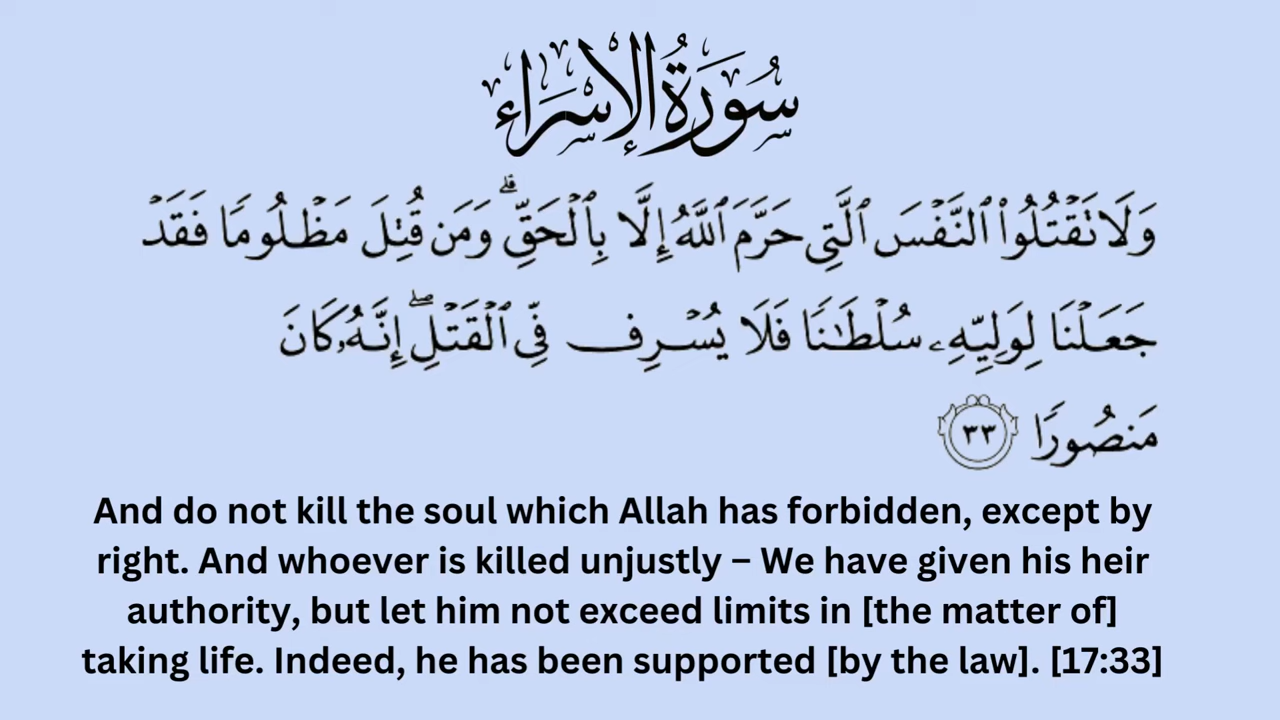 سُورَةُ الإِسْرَاءِ
وَلَا تَقْتُلُوا۟ ٱلنَّفْسَ ٱلَّتِى حَرَّمَ ٱللَّهُ إِلَّا بِٱلْحَقِّ ۗ وَمَن قُتِلَ مَظْلُومًا فَقَدْ
جَعَلْنَا لِوَلِيِّهِۦ سُلْطَـٰنًا فَلَا يُسْرِف فِّى ٱلْقَتْلِ ۖ إِنَّهُۥ كَانَ
مَنصُورًا ٣٣
And do not kill the soul which Allah has forbidden, except by
right. And whoever is killed unjustly – We have given his heir
authority, but let him not exceed limits in [the matter of]
taking life. Indeed, he has been supported [by the law]. [17:33]